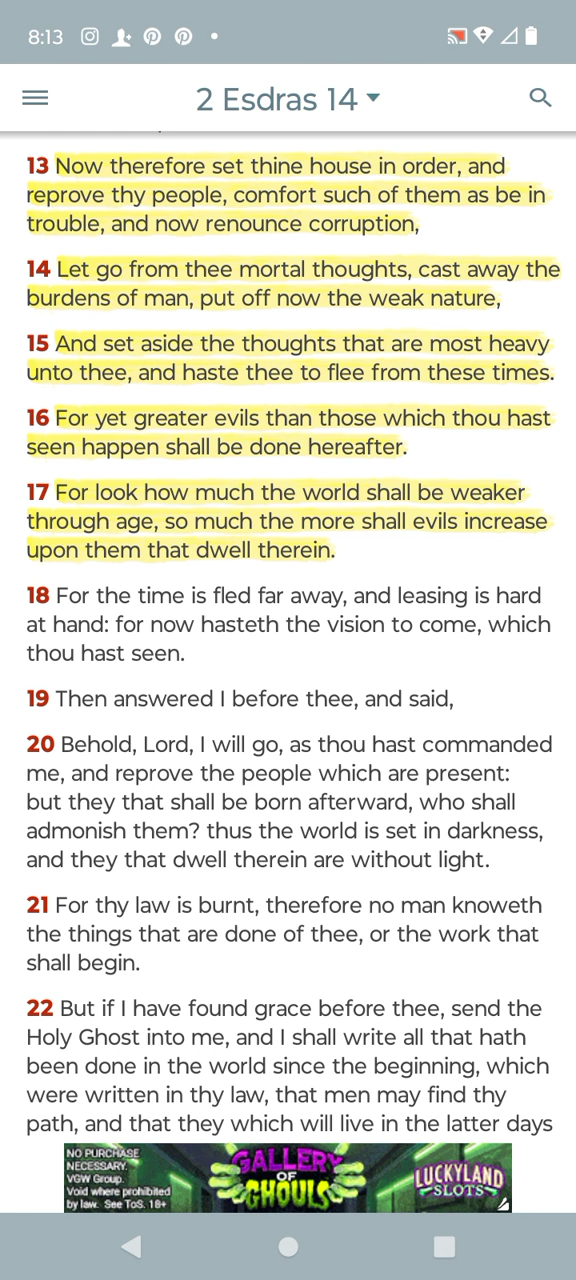 8:13
2 Esdras 14
13 Now therefore set thine house in order, and
reprove thy people, comfort such of them as be in
trouble, and now renounce corruption,
14 Let go from thee mortal thoughts, cast away the
burdens of man, put off now the weak nature,
15 And set aside the thoughts that are most heavy
unto thee, and haste thee to flee from these times.
16 For yet greater evils than those which thou hast
seen happen shall be done hereafter.
17 For look how much the world shall be weaker
through age, so much the more shall evils increase
upon them that dwell therein.
18 For the time is fled far away, and leasing is hard
at hand: for now hasteth the vision to come, which
thou hast seen.
19 Then answered I before thee, and said,
20 Behold, Lord, I will go, as thou hast commanded
me, and reprove the people which are present:
but they that shall be born afterward, who shall
admonish them? thus the world is set in darkness,
and they that dwell therein are without light.
21 For thy law is burnt, therefore no man knoweth
the things that are done of thee, or the work that
shall begin.
22 But if I have found grace before thee, send the
Holy Ghost into me, and I shall write all that hath
been done in the world since the beginning, which
were written in thy law, that men may find thy
path, and that they which will live in the latter days
NO PURCHASE
NECESSARY.
VGW Group.
Void where prohibited
by law. See ToS. 18+
GALLERY
OF
GHOULS
LUCKYLAND
SLOTS